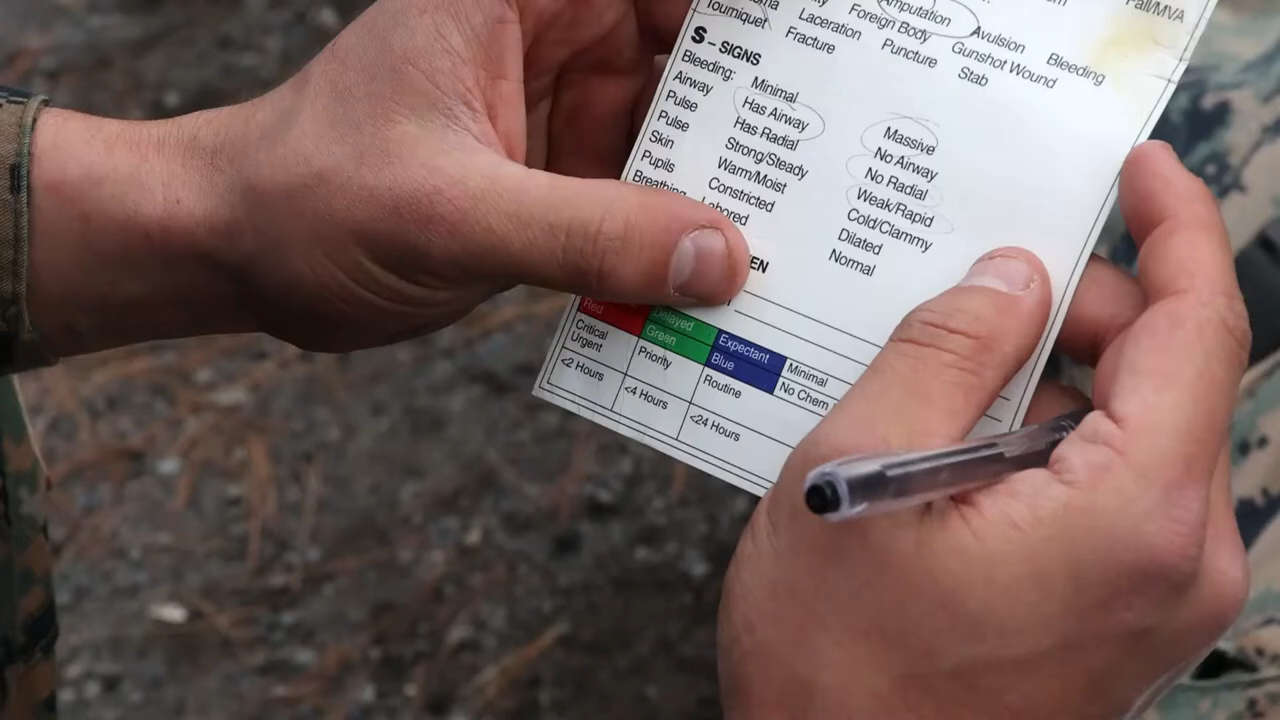 Amputation Fall/MVA
Foreign Body Avulsion Bleeding
Laceration Puncture Gunshot Wound
Tourniquet Fracture Stab
S – SIGNS
Bleeding: Minimal Massive
Airway Has Airway No Airway
Pulse Has Radial No Radial
Pulse Strong/Steady Weak/Rapid
Skin Warm/Moist Cold/Clammy
Pupils Constricted Dilated
Breathing Labored Normal
Delayed Expectant Minimal
Red Green Blue No Chem
Critical Priority Routine
Urgent
<2 Hours <4 Hours <24 Hours